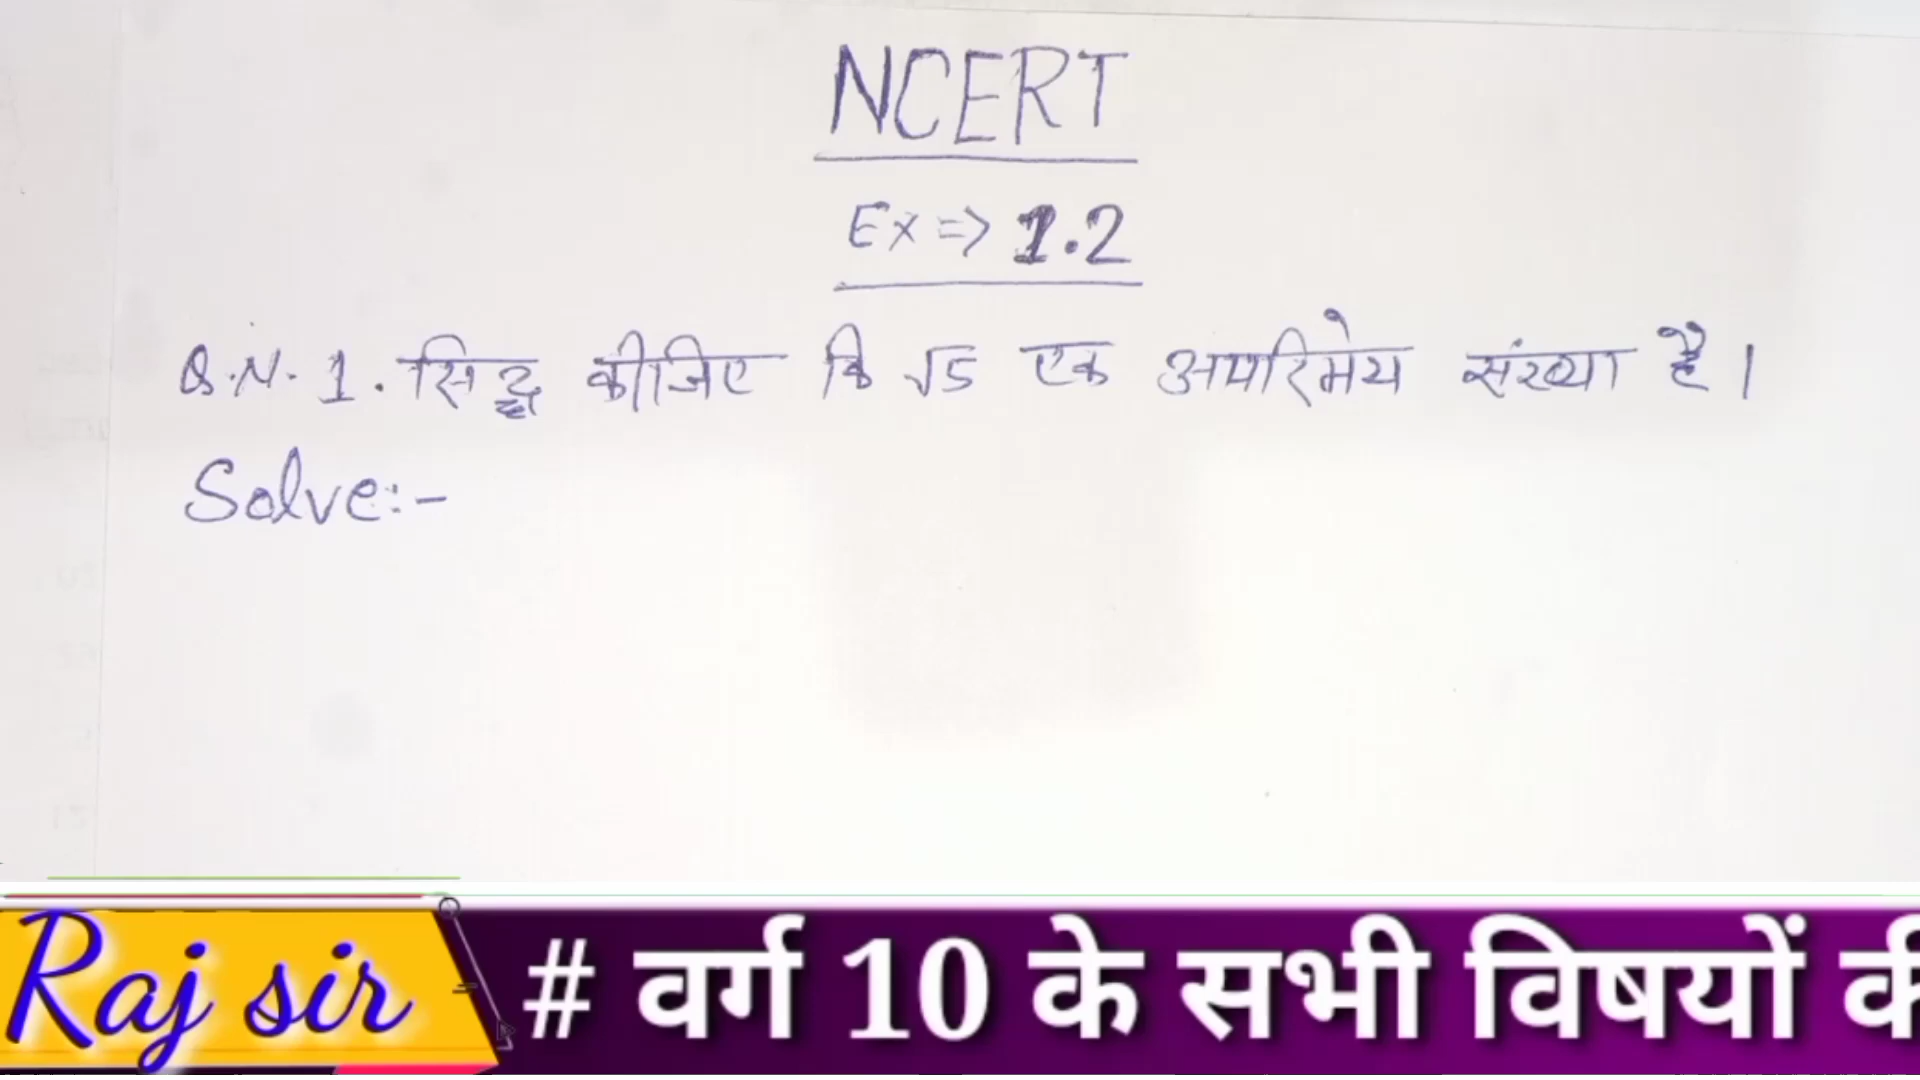 NCERT
Ex => 1.2
Q.N. 1. सिद्ध कीजिए कि √5 एक अपरिमेय संख्या है।
Solve:-
Raj sir # वर्ग 10 के सभी विषयों की